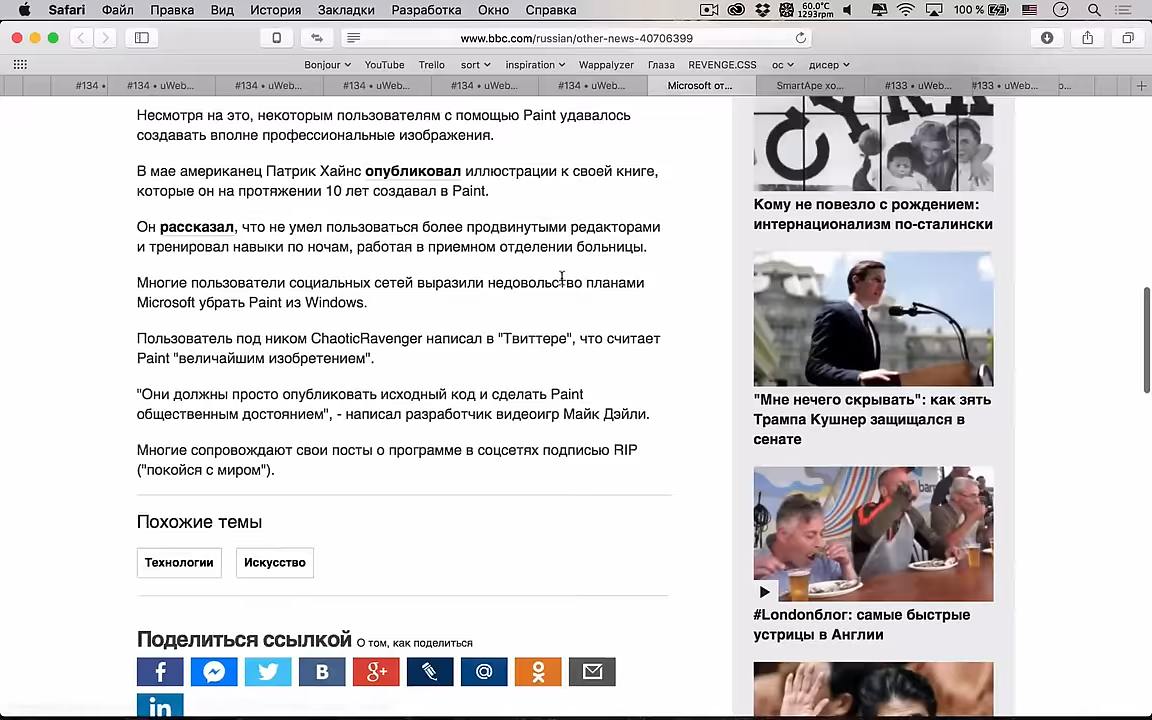 Safari Файл Правка Вид История Закладки Разработка Окно Справка 60.0°C 1293rpm 100 %
www.bbc.com/russian/other-news-40706399
Bonjour YouTube Trello sort inspiration Wappalyzer Глаза REVENGE.CSS ос дисер
#134 • #134 • uWeb... #134 • uWeb... #134 • uWeb... #134 • uWeb... #134 • uWeb... Microsoft от... SmartApe хо... #133 • uWeb... #133 • uWeb...
Несмотря на это, некоторым пользователям с помощью Paint удавалось
создавать вполне профессиональные изображения.
В мае американец Патрик Хайнс опубликовал иллюстрации к своей книге,
которые он на протяжении 10 лет создавал в Paint.
Он рассказал, что не умел пользоваться более продвинутыми редакторами
и тренировал навыки по ночам, работая в приемном отделении больницы.
Многие пользователи социальных сетей выразили недовольство планами
Microsoft убрать Paint из Windows.
Пользователь под ником ChaoticRavenger написал в "Твиттере", что считает
Paint "величайшим изобретением".
"Они должны просто опубликовать исходный код и сделать Paint
общественным достоянием", - написал разработчик видеоигр Майк Дэйли.
Многие сопровождают свои посты о программе в соцсетях подписью RIP
("покойся с миром").
Похожие темы
Технологии Искусство
Поделиться ссылкой О том, как поделиться
Кому не повезло с рождением:
интернационализм по-сталински
"Мне нечего скрывать": как зять
Трампа Кушнер защищался в
сенате
#Londonблог: самые быстрые
устрицы в Англии